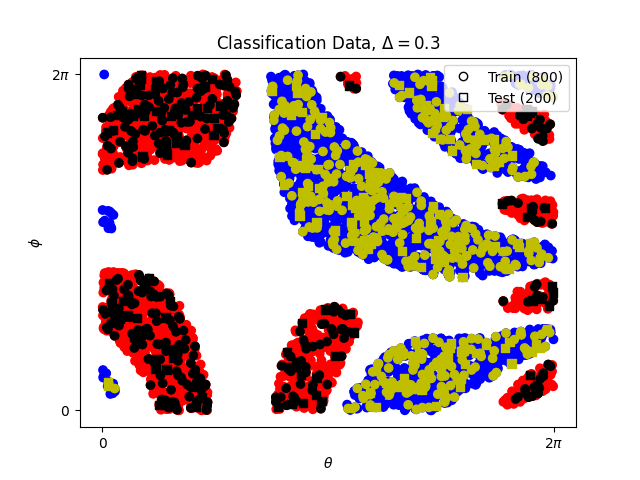 Classification Data, Δ = 0.3
Train (800)
Test (200)
2π
ϕ
0
0
2π
θ